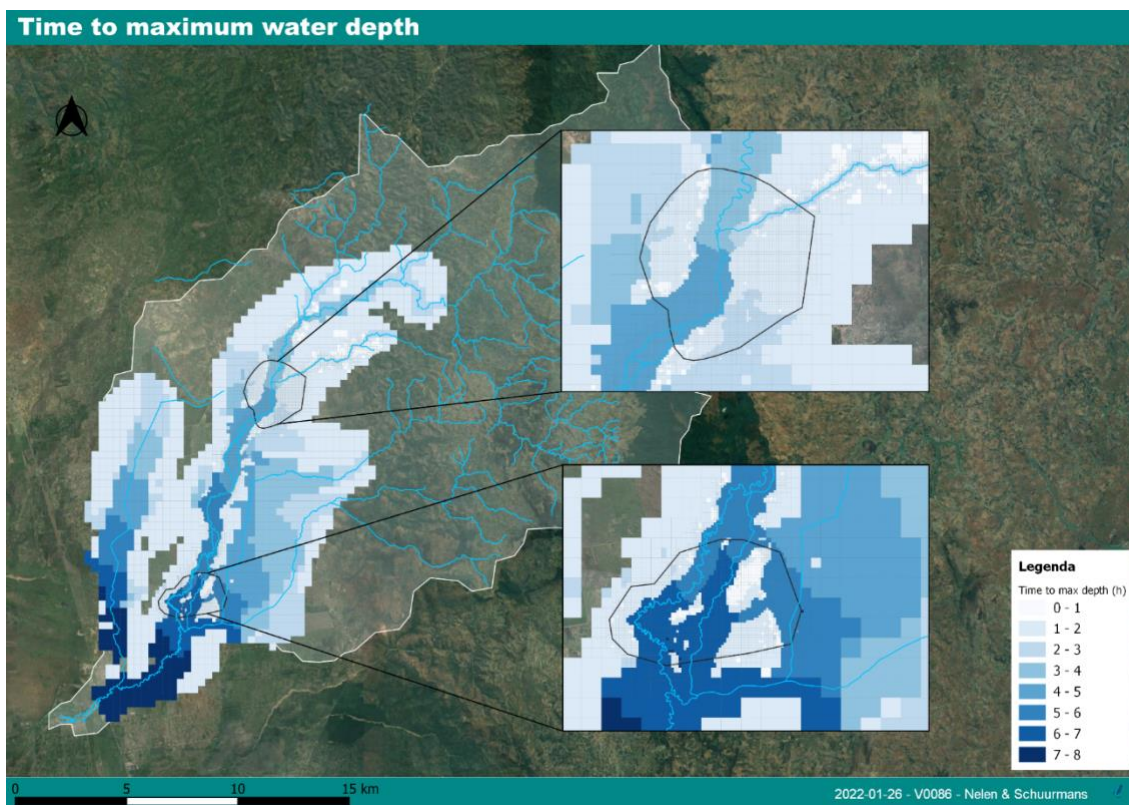 Time to maximum water depth
Legenda
Time to max depth (h)
0 - 1
1 - 2
2 - 3
3 - 4
4 - 5
5 - 6
6 - 7
7 - 8
0 5 10 15 km
2022-01-26 - V0086 - Nelen & Schuurmans